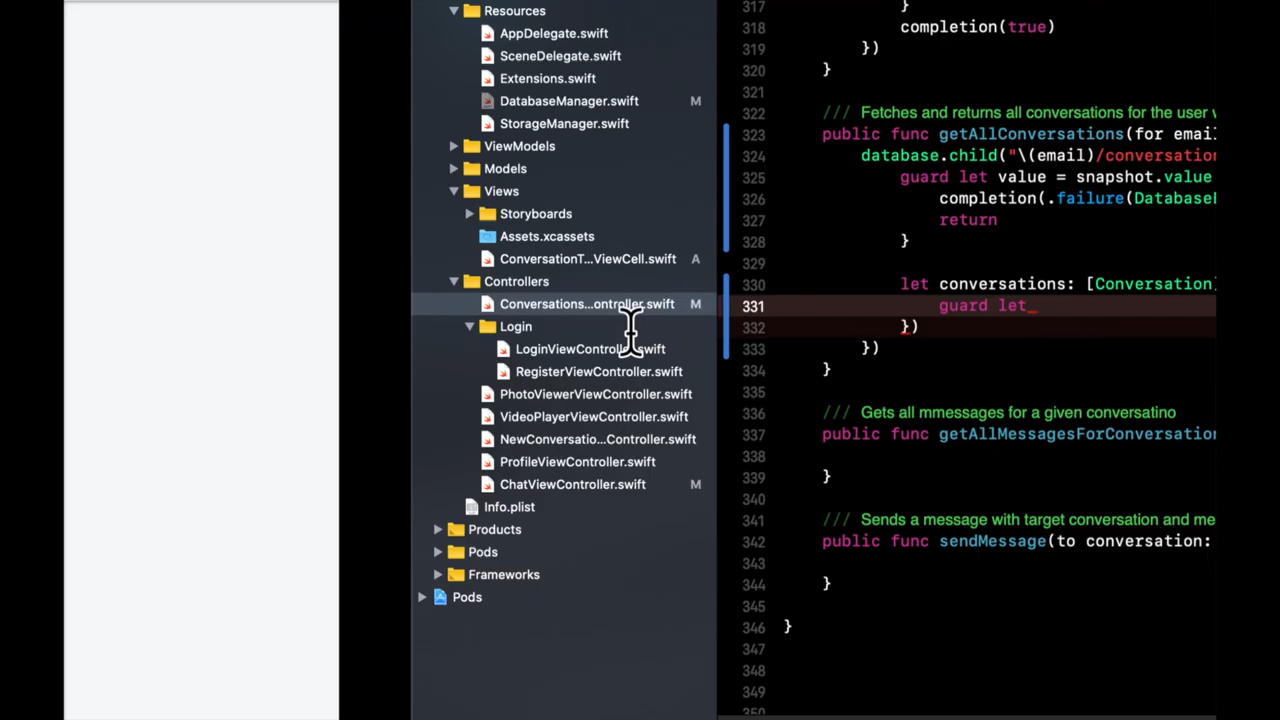 Resources
AppDelegate.swift
SceneDelegate.swift
Extensions.swift
DatabaseManager.swift M
StorageManager.swift
ViewModels
Models
Views
Storyboards
Assets.xcassets
ConversationT...ViewCell.swift A
Controllers
Conversations...ontroller.swift M
Login
LoginViewController.swift
RegisterViewController.swift
PhotoViewerViewController.swift
VideoPlayerViewController.swift
NewConversatio...Controller.swift
ProfileViewController.swift
ChatViewController.swift M
Info.plist
Products
Pods
Frameworks
Pods
317 }
318 completion(true)
319 })
320 }
321
322 /// Fetches and returns all conversations for the user
323 public func getAllConversations(for email
324 database.child("\(email)/conversation
325 guard let value = snapshot.value
326 completion(.failure(Database
327 return
328 }
329
330 let conversations: [Conversation]
331 guard let
332 })
333 })
334 }
335
336 /// Gets all mmessages for a given conversatino
337 public func getAllMessagesForConversation
338
339 }
340
341 /// Sends a message with target conversation and me
342 public func sendMessage(to conversation:
343
344 }
345
346 }
347
348
349
350